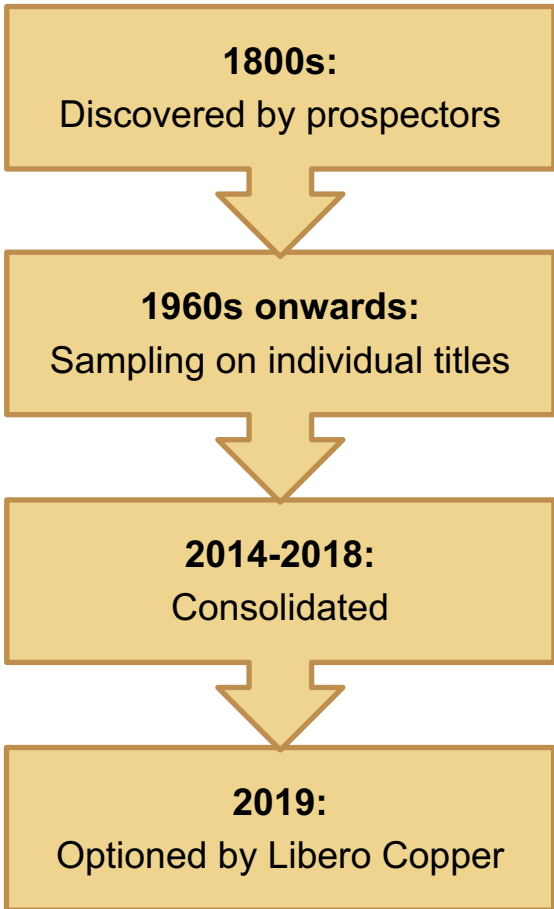 1800s:
Discovered by prospectors
1960s onwards:
Sampling on individual titles
2014-2018:
Consolidated
2019:
Optioned by Libero Copper